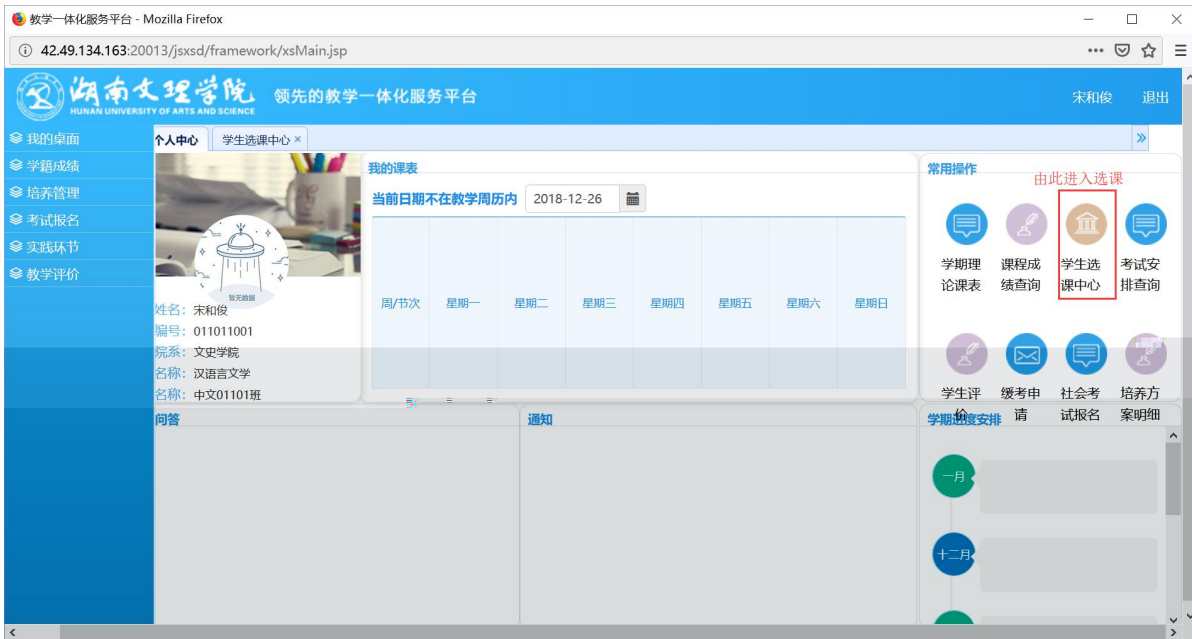 教学一体化服务平台 - Mozilla Firefox
42.49.134.163:20013/jsxsd/framework/xsMain.jsp
湖南文理学院
HUNAN UNIVERSITY OF ARTS AND SCIENCE
领先的教学一体化服务平台
宋和俊 退出
我的桌面
学籍成绩
培养管理
考试报名
实践环节
教学评价
个人中心 学生选课中心
暂无数据
姓名: 宋和俊
编号: 011011001
院系: 文史学院
名称: 汉语言文学
名称: 中文01101班
我的课表
当前日期不在教学周历内 2018-12-26
周/节次 星期一 星期二 星期三 星期四 星期五 星期六 星期日
常用操作
由此进入选课
学期理论课表
课程成绩查询
学生选课中心
考试安排查询
学生评价
缓考申请
社会考试报名
培养方案明细
问答
通知
学期进度安排
一月
十二月